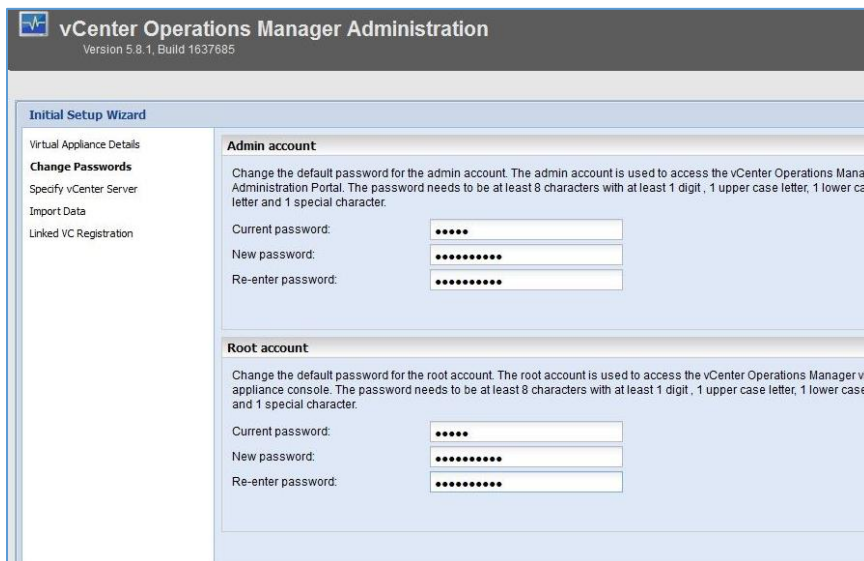 vCenter Operations Manager Administration
Version 5.8.1, Build 1637685
Initial Setup Wizard
Virtual Appliance Details
Change Passwords
Specify vCenter Server
Import Data
Linked VC Registration
Admin account
Change the default password for the admin account. The admin account is used to access the vCenter Operations Mana
Administration Portal. The password needs to be at least 8 characters with at least 1 digit , 1 upper case letter, 1 lower ca
letter and 1 special character.
Current password:
New password:
Re-enter password:
Root account
Change the default password for the root account. The root account is used to access the vCenter Operations Manager v
appliance console. The password needs to be at least 8 characters with at least 1 digit , 1 upper case letter, 1 lower case
and 1 special character.
Current password:
New password:
Re-enter password: